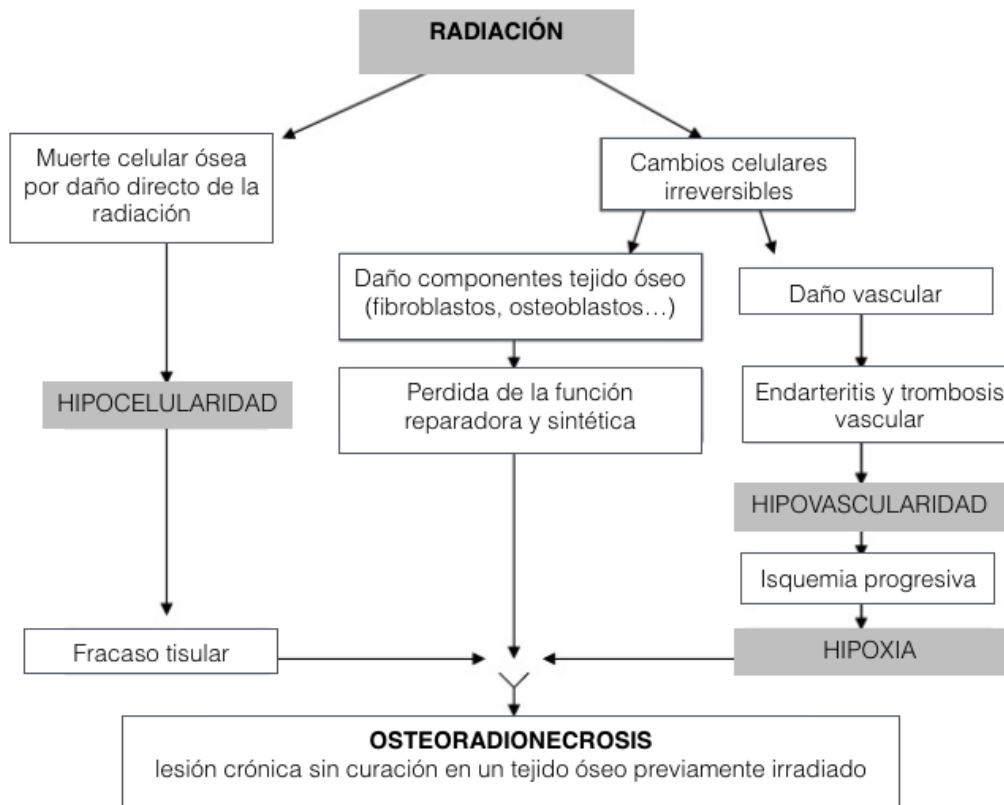 RADIACIÓN
Muerte celular ósea
por daño directo de la
radiación
Cambios celulares
irreversibles
Daño componentes tejido óseo
(fibroblastos, osteoblastos…)
Daño vascular
HIPOCELULARIDAD
Perdida de la función
reparadora y sintética
Endarteritis y trombosis
vascular
HIPOVASCULARIDAD
Isquemia progresiva
Fracaso tisular
HIPOXIA
OSTEORADIONECROSIS
lesión crónica sin curación en un tejido óseo previamente irradiado